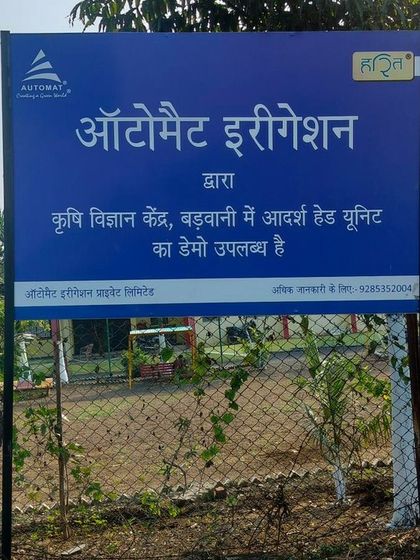 AUTOMAT
Creating a Green World
हरित
ऑटोमैट इरीगेशन
द्वारा
कृषि विज्ञान केंद्र, बड़वानी में आदर्श हेड यूनिट
का डेमो उपलब्ध है
ऑटोमैट इरीगेशन प्राइवेट लिमिटेड
अधिक जानकारी के लिए:- 9285352004